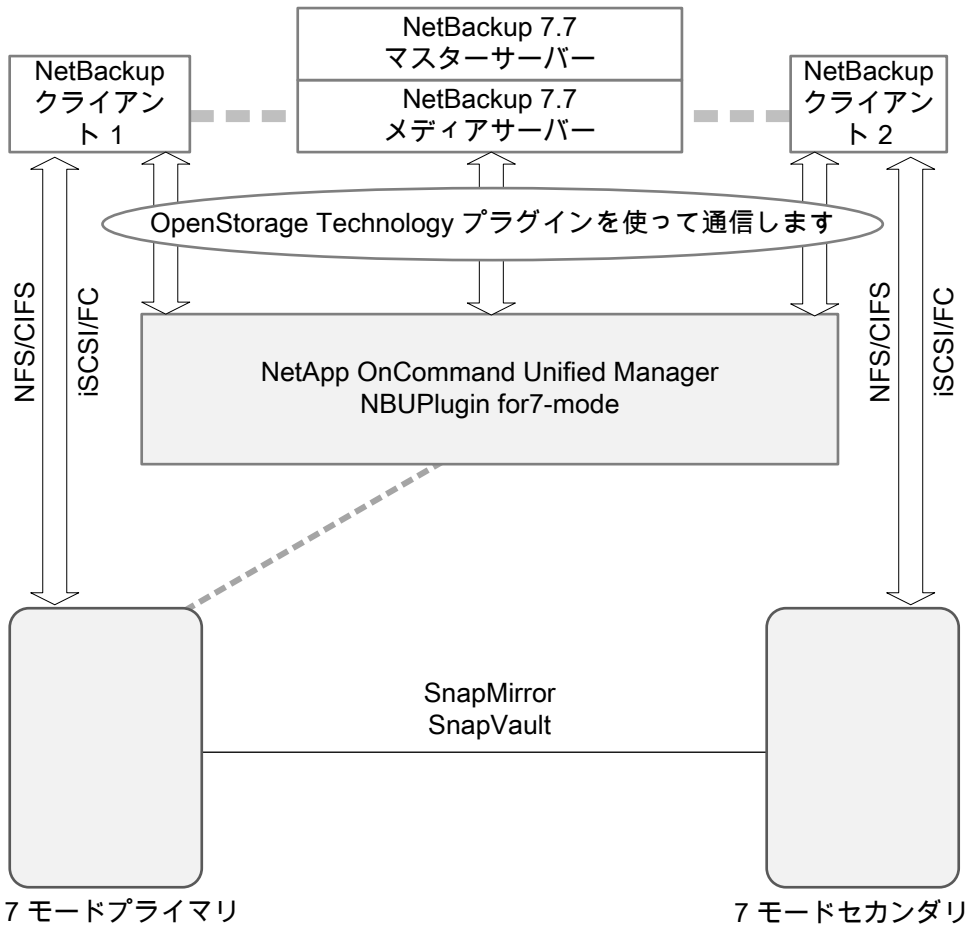 NetBackup 7.7
マスターサーバー
NetBackup
クライアン
ト 1
NetBackup 7.7
メディアサーバー
NetBackup
クライアン
ト 2
OpenStorage Technology プラグインを使って通信します
NFS/CIFS
iSCSI/FC
NetApp OnCommand Unified Manager
NBUPlugin for7-mode
NFS/CIFS
iSCSI/FC
SnapMirror
SnapVault
7 モードプライマリ
7 モードセカンダリ